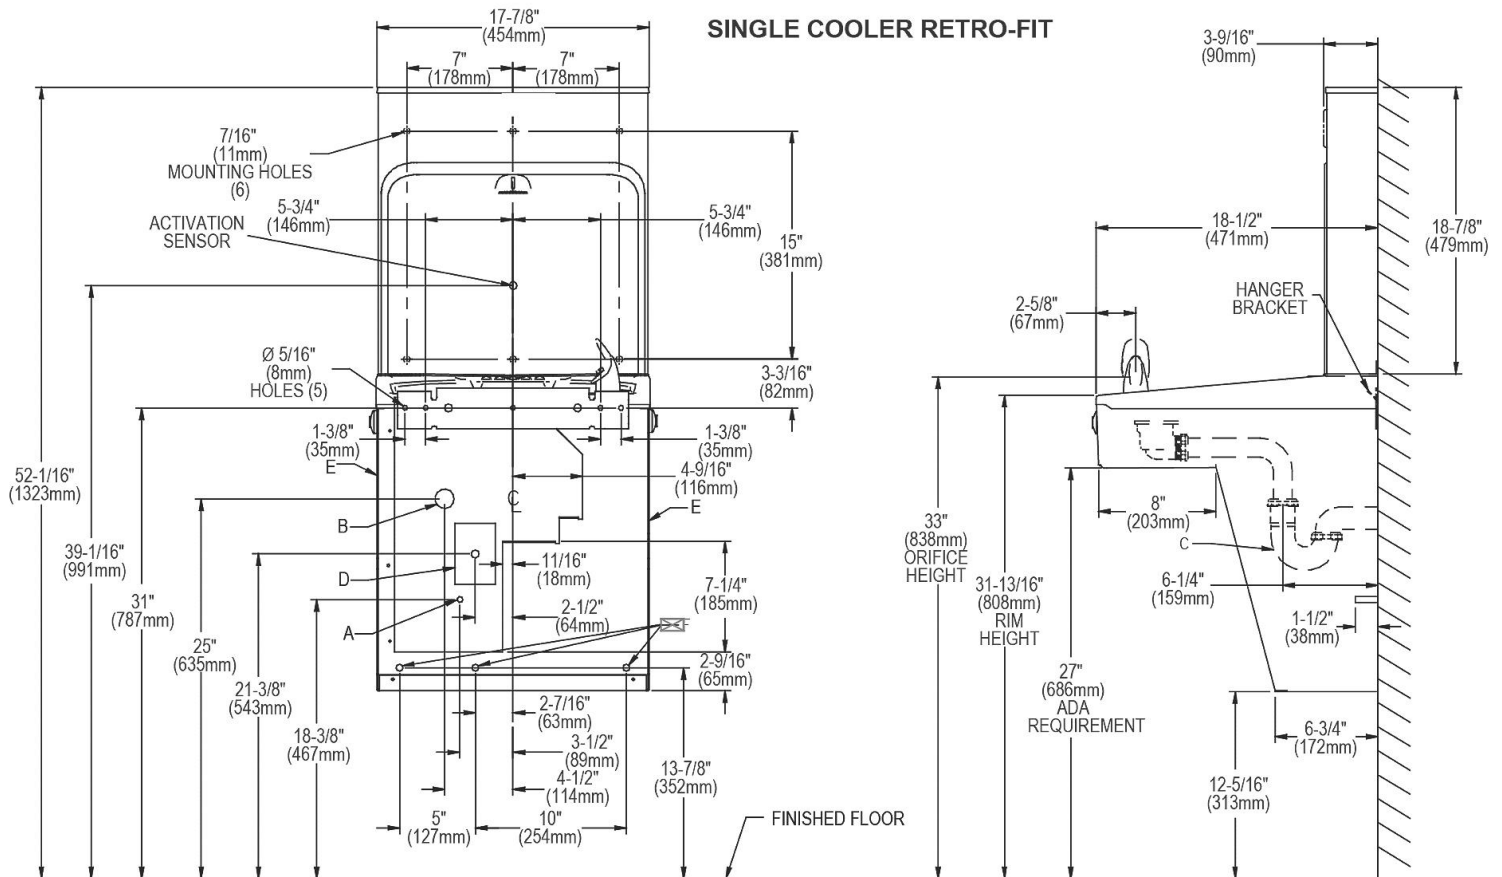 SINGLE COOLER RETRO-FIT
17-7/8"
(454mm)
7"
(178mm)
7"
(178mm)
7/16"
(11mm)
MOUNTING HOLES
(6)
ACTIVATION
SENSOR
5-3/4"
(146mm)
5-3/4"
(146mm)
15"
(381mm)
Ø 5/16"
(8mm)
HOLES (5)
3-3/16"
(82mm)
1-3/8"
(35mm)
1-3/8"
(35mm)
E
4-9/16"
(116mm)
E
52-1/16"
(1323mm)
39-1/16"
(991mm)
31"
(787mm)
25"
(635mm)
21-3/8"
(543mm)
18-3/8"
(467mm)
B
D
A
C
L
11/16"
(18mm)
2-1/2"
(64mm)
7-1/4"
(185mm)
F
2-9/16"
(65mm)
2-7/16"
(63mm)
3-1/2"
(89mm)
4-1/2"
(114mm)
13-7/8"
(352mm)
5"
(127mm)
10"
(254mm)
FINISHED FLOOR
3-9/16"
(90mm)
18-1/2"
(471mm)
18-7/8"
(479mm)
2-5/8"
(67mm)
HANGER
BRACKET
33"
(838mm)
ORIFICE
HEIGHT
31-13/16"
(808mm)
RIM
HEIGHT
27"
(686mm)
ADA
REQUIREMENT
8"
(203mm)
C
6-1/4"
(159mm)
1-1/2"
(38mm)
6-3/4"
(172mm)
12-5/16"
(313mm)